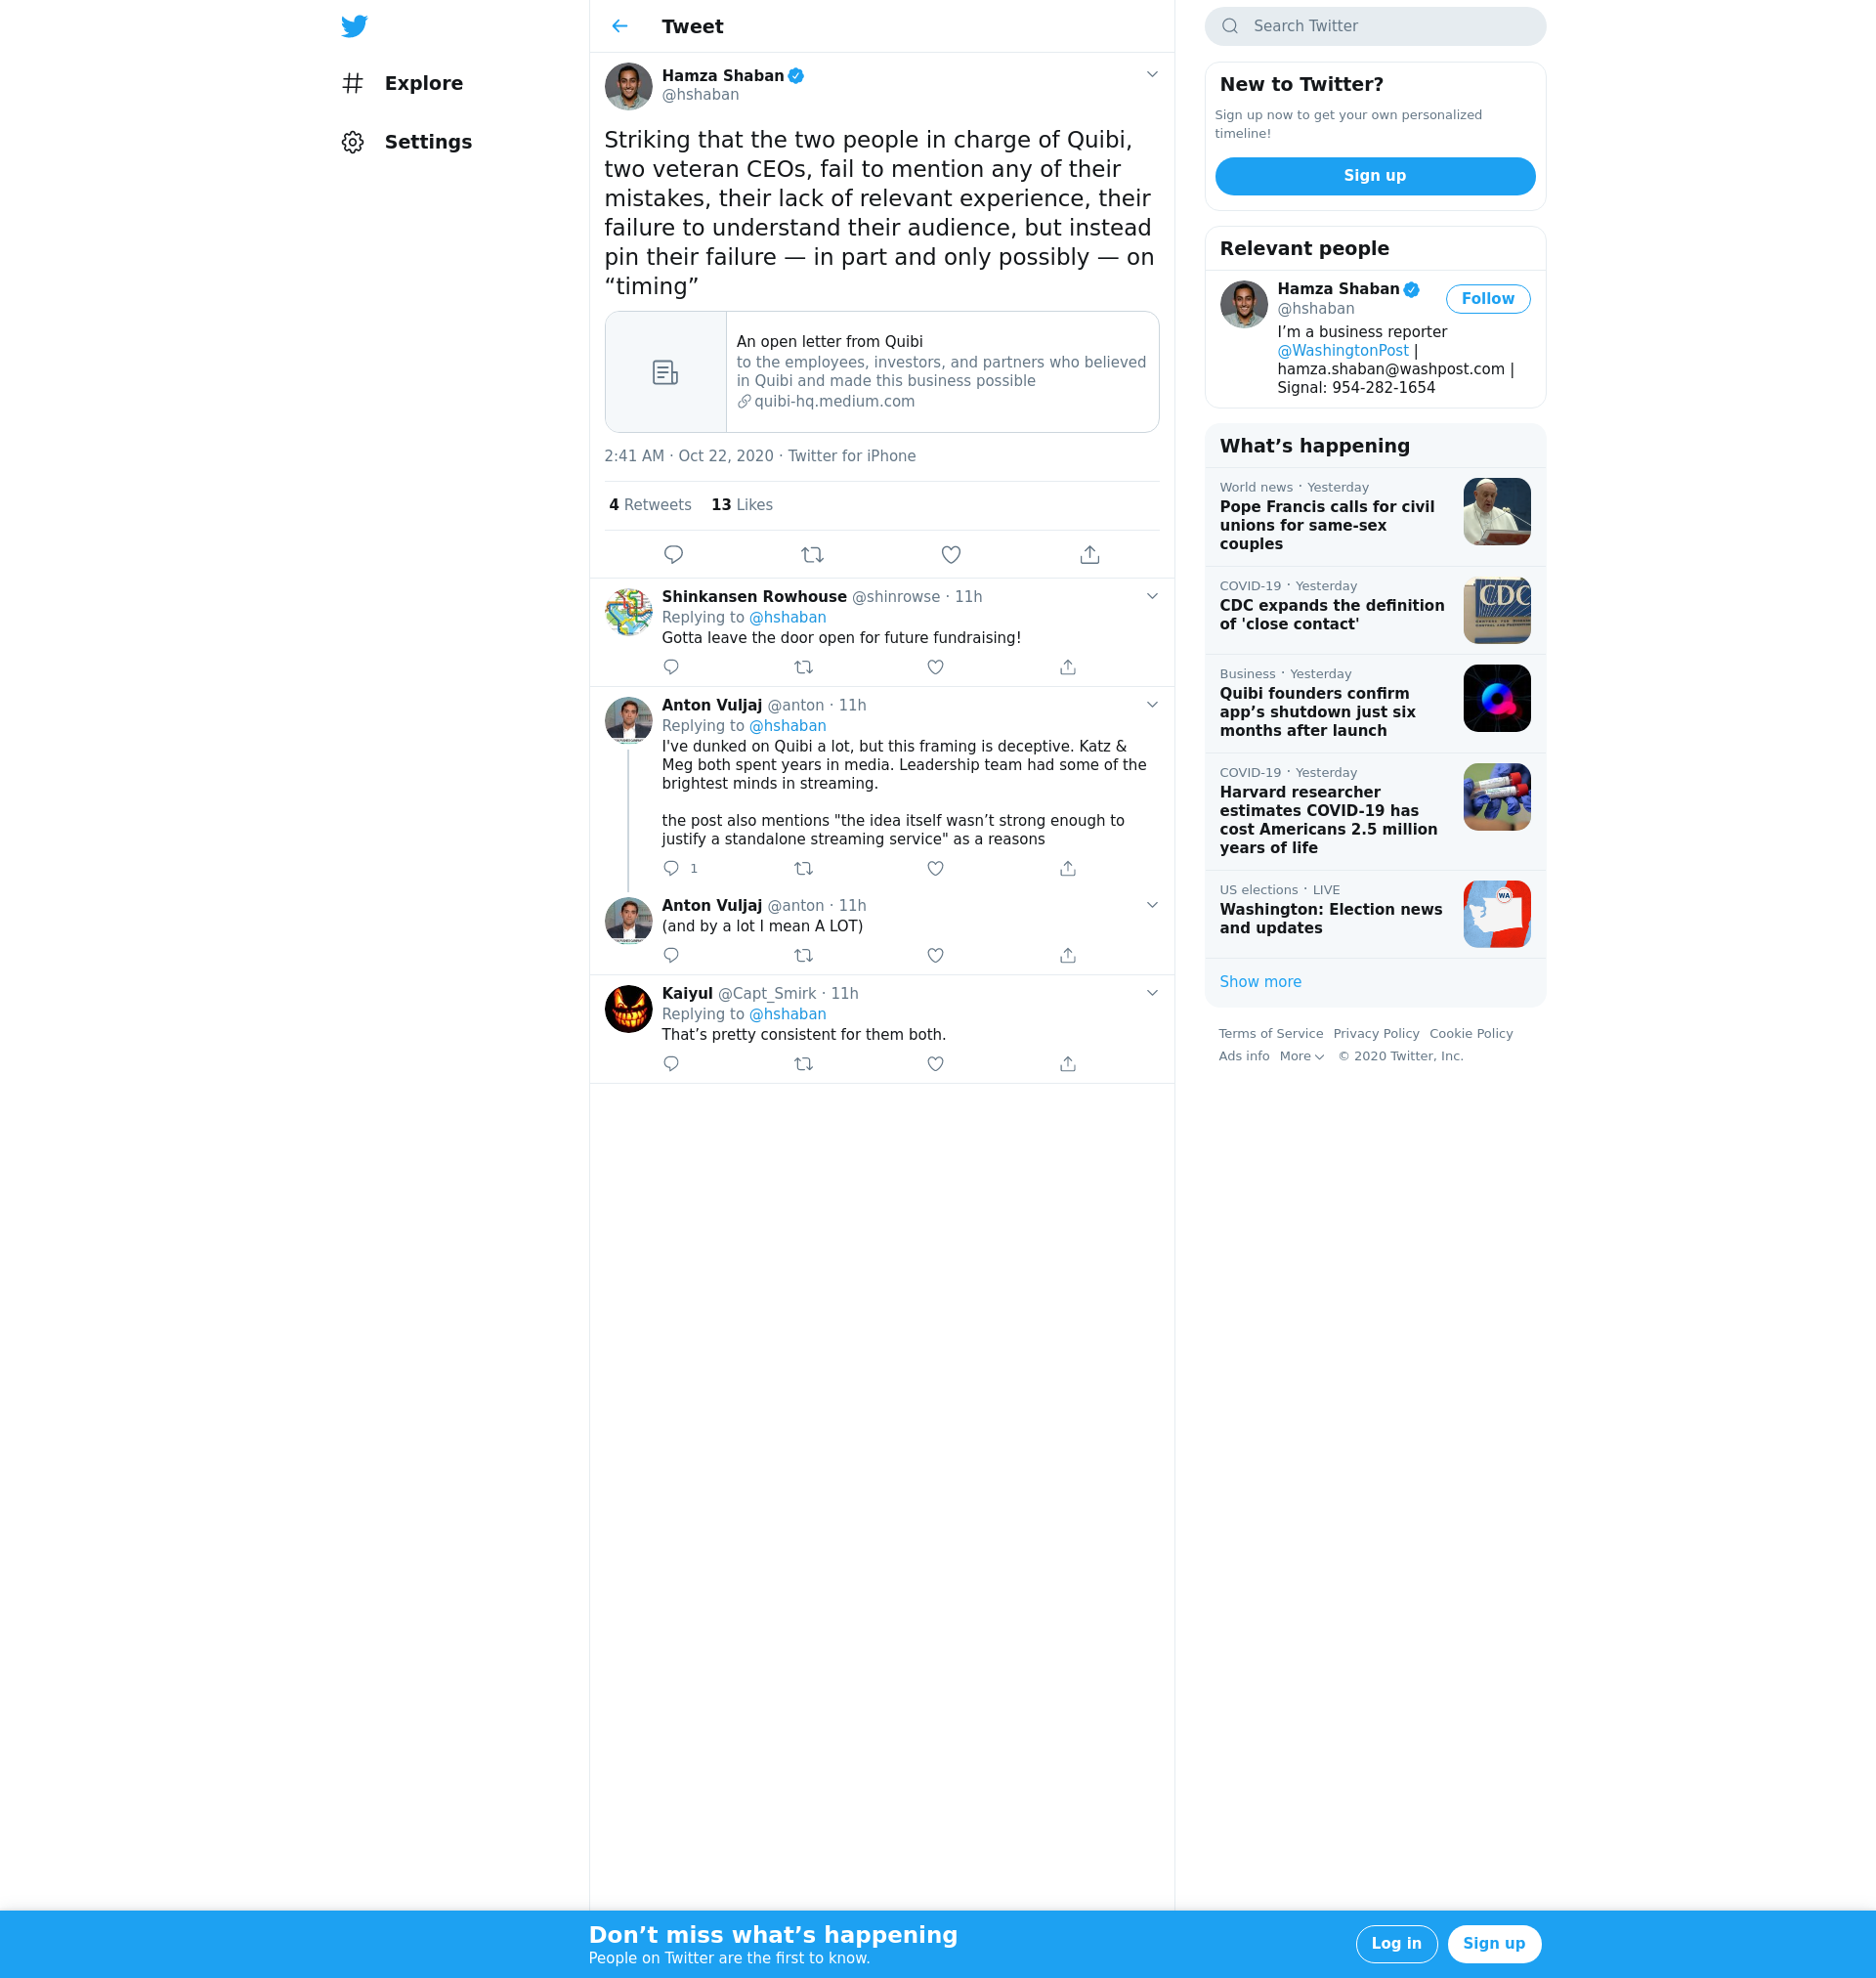 Explore
Settings
Tweet
Hamza Shaban
@hshaban
Striking that the two people in charge of Quibi,
two veteran CEOs, fail to mention any of their
mistakes, their lack of relevant experience, their
failure to understand their audience, but instead
pin their failure — in part and only possibly — on
“timing”
An open letter from Quibi
to the employees, investors, and partners who believed
in Quibi and made this business possible
quibi-hq.medium.com
2:41 AM · Oct 22, 2020 · Twitter for iPhone
4 Retweets 13 Likes
Shinkansen Rowhouse @shinrowse · 11h
Replying to @hshaban
Gotta leave the door open for future fundraising!
Anton Vuljaj @anton · 11h
Replying to @hshaban
I've dunked on Quibi a lot, but this framing is deceptive. Katz &
Meg both spent years in media. Leadership team had some of the
brightest minds in streaming.
the post also mentions "the idea itself wasn’t strong enough to
justify a standalone streaming service" as a reasons
1
Anton Vuljaj @anton · 11h
(and by a lot I mean A LOT)
Kaiyul @Capt_Smirk · 11h
Replying to @hshaban
That’s pretty consistent for them both.
Search Twitter
New to Twitter?
Sign up now to get your own personalized
timeline!
Sign up
Relevant people
Hamza Shaban
@hshaban
Follow
I’m a business reporter
@WashingtonPost |
hamza.shaban@washpost.com |
Signal: 954-282-1654
What’s happening
World news · Yesterday
Pope Francis calls for civil
unions for same-sex
couples
COVID-19 · Yesterday
CDC expands the definition
of 'close contact'
CDC
Business · Yesterday
Quibi founders confirm
app’s shutdown just six
months after launch
COVID-19 · Yesterday
Harvard researcher
estimates COVID-19 has
cost Americans 2.5 million
years of life
US elections · LIVE
Washington: Election news
and updates
WA
Show more
Terms of Service Privacy Policy Cookie Policy
Ads info More © 2020 Twitter, Inc.
Don’t miss what’s happening
People on Twitter are the first to know.
Log in
Sign up